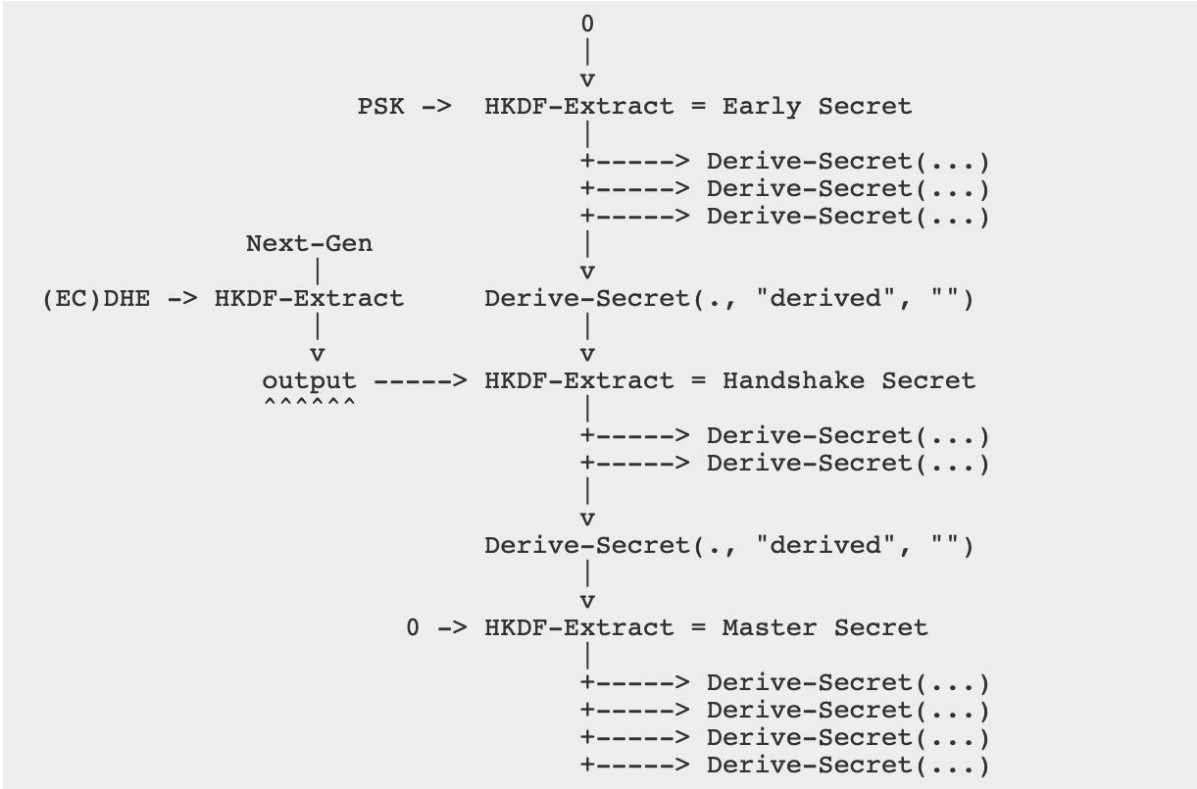 0
|
v
PSK -> HKDF-Extract = Early Secret
|
+-----> Derive-Secret(...)
+-----> Derive-Secret(...)
+-----> Derive-Secret(...)
Next-Gen |
| v
(EC)DHE -> HKDF-Extract Derive-Secret(., "derived", "")
| |
v v
output -----> HKDF-Extract = Handshake Secret
^^^^^^ |
+-----> Derive-Secret(...)
+-----> Derive-Secret(...)
|
v
Derive-Secret(., "derived", "")
|
v
0 -> HKDF-Extract = Master Secret
|
+-----> Derive-Secret(...)
+-----> Derive-Secret(...)
+-----> Derive-Secret(...)
+-----> Derive-Secret(...)